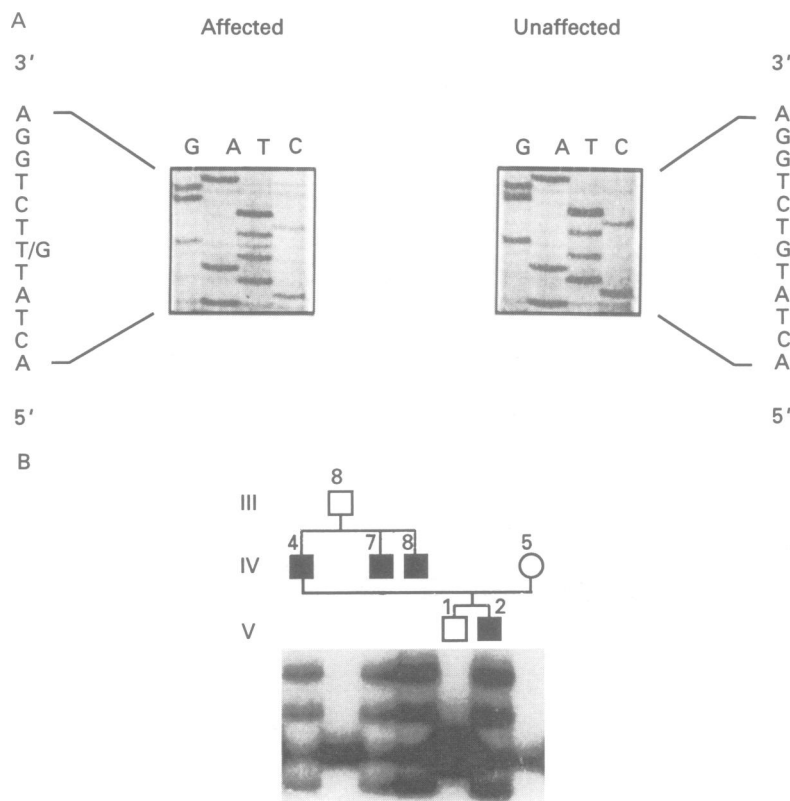 A
Affected
Unaffected
3'
3'
G A T C
G A T C
A
G
G
T
C
T
T/G
T
A
T
C
A
A
G
G
T
C
T
G
T
A
T
C
A
5'
5'
B
8
III
4 7 8 5
IV
1 2
V